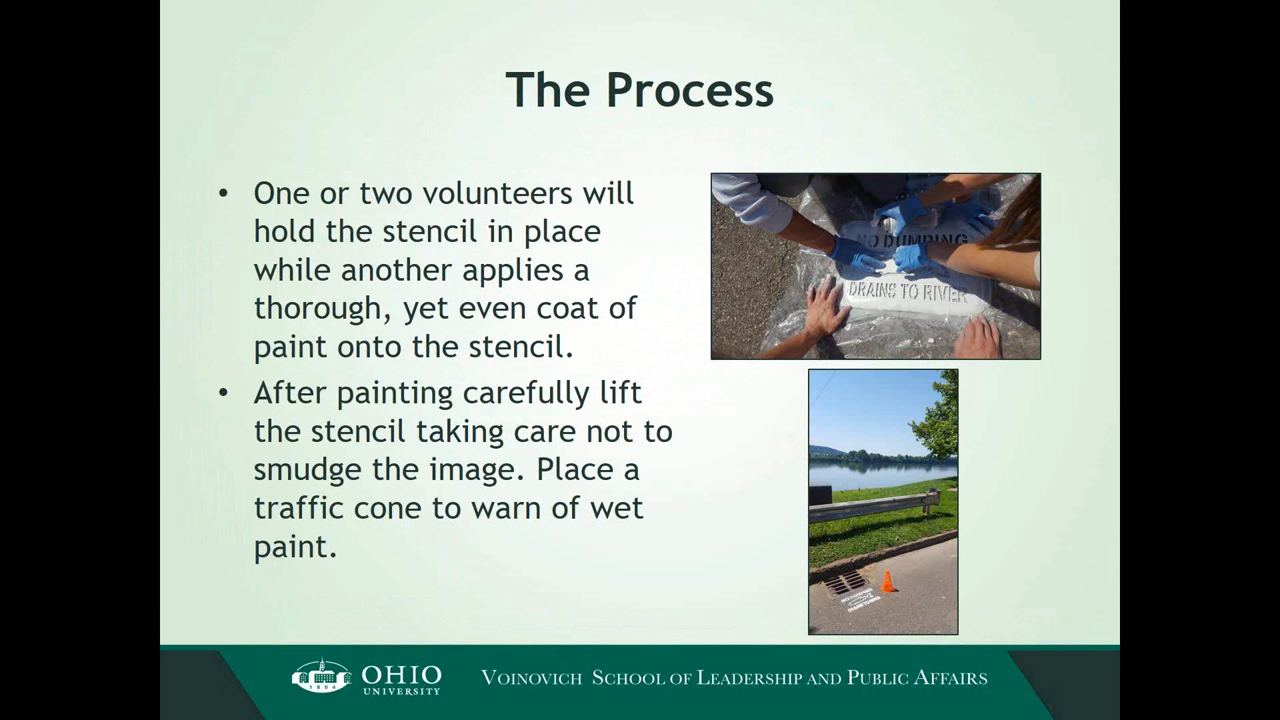 The Process
• One or two volunteers will
hold the stencil in place
while another applies a
thorough, yet even coat of
paint onto the stencil.
• After painting carefully lift
the stencil taking care not to
smudge the image. Place a
traffic cone to warn of wet
paint.
NO DUMPING
DRAINS TO RIVER
1804
OHIO
UNIVERSITY
VOINOVICH SCHOOL OF LEADERSHIP AND PUBLIC AFFAIRS